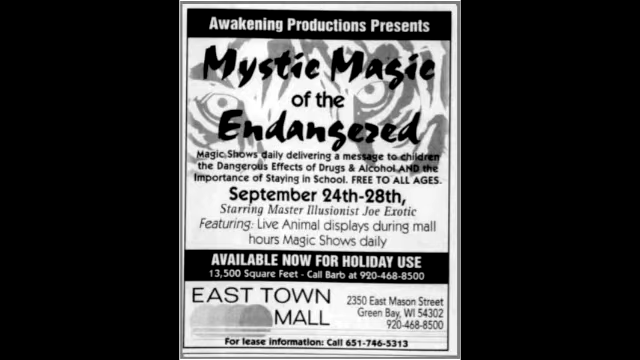 Awakening Productions Presents
Mystic Magic
of the
Endangered
Magic Shows daily delivering a message to children
the Dangerous Effects of Drugs & Alcohol AND the
Importance of Staying in School. FREE TO ALL AGES.
September 24th-28th,
Starring Master Illusionist Joe Exotic
Featuring: Live Animal displays during mall
hours Magic Shows daily
AVAILABLE NOW FOR HOLIDAY USE
13,500 Square Feet - Call Barb at 920-468-8500
EAST TOWN
MALL
2350 East Mason Street
Green Bay, WI 54302
920-468-8500
For lease information: Call 651-746-5313